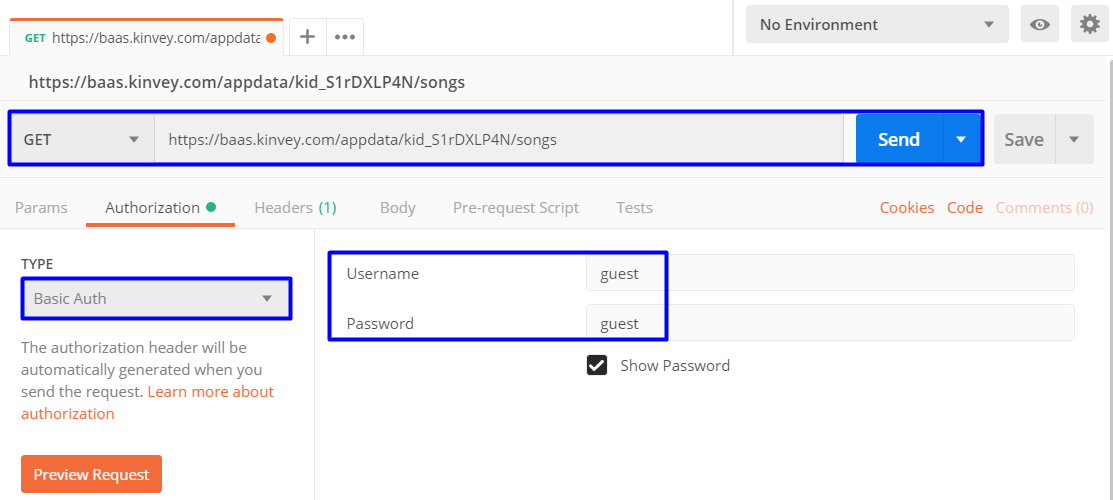 GET https://baas.kinvey.com/appdata
No Environment
https://baas.kinvey.com/appdata/kid_S1rDXLP4N/songs
GET https://baas.kinvey.com/appdata/kid_S1rDXLP4N/songs Send Save
Params Authorization Headers (1) Body Pre-request Script Tests Cookies Code Comments (0)
TYPE
Basic Auth
The authorization header will be
automatically generated when you
send the request. Learn more about
authorization
Preview Request
Username guest
Password guest
Show Password